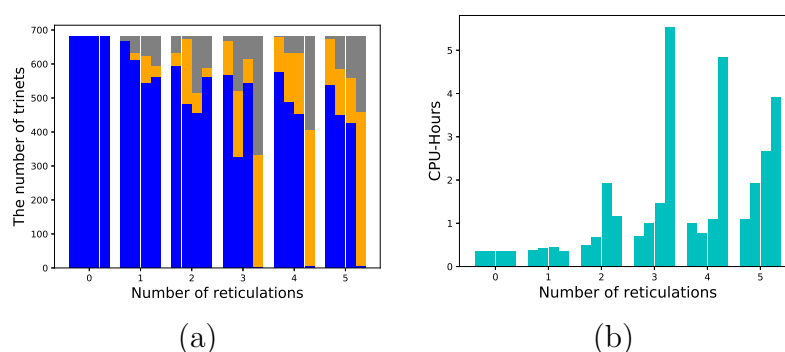 The number of trinets
700
600
500
400
300
200
100
0
0 1 2 3 4 5
Number of reticulations
(a)
CPU-Hours
5
4
3
2
1
0
0 1 2 3 4 5
Number of reticulations
(b)